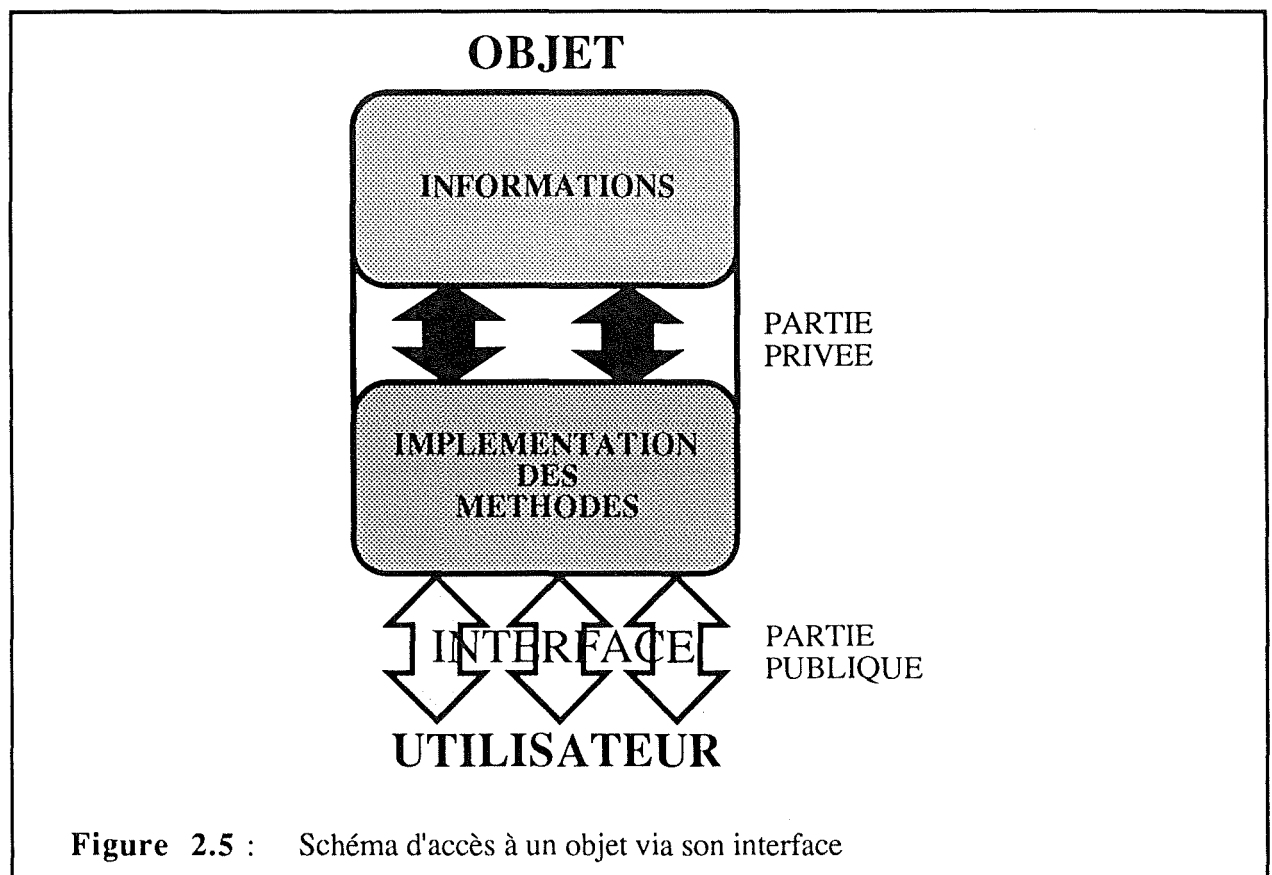 OBJET
INFORMATIONS
PARTIE
PRIVEE
IMPLEMENTATION
DES
METHODES
INTERFACE
PARTIE
PUBLIQUE
UTILISATEUR
Figure 2.5 : Schéma d'accès à un objet via son interface